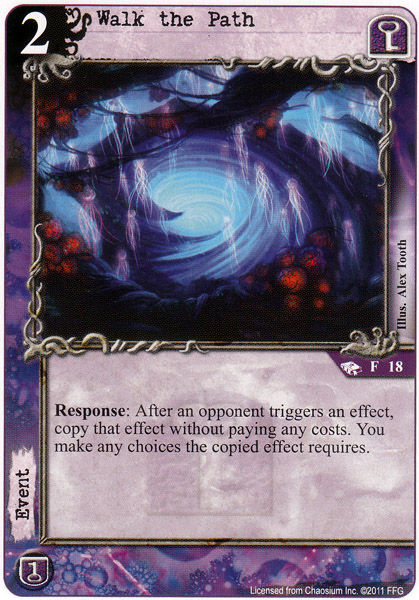 2
Walk the Path
Illus. Alex Tooth
F 18
Response: After an opponent triggers an effect,
copy that effect without paying any costs. You
make any choices the copied effect requires.
Event
Licensed from Chaosium Inc. ©2011 FFG